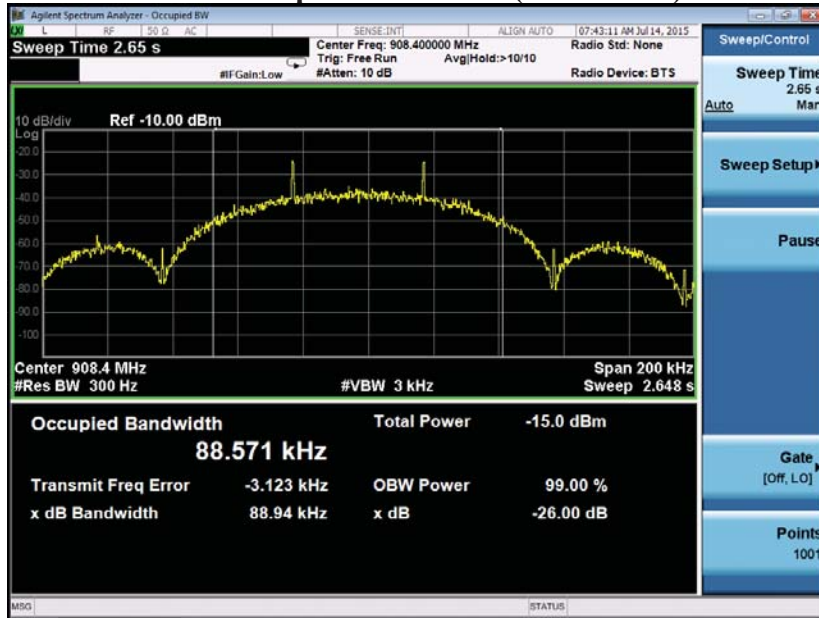 Agilent Spectrum Analyzer - Occupied BW
L RF 50 Ω AC SENSE:INT ALIGN AUTO 07:43:11 AM Jul 14, 2015
Sweep Time 2.65 s
Center Freq: 908.400000 MHz
Radio Std: None
Trig: Free Run Avg|Hold:>10/10
#IFGain:Low
#Atten: 10 dB
Radio Device: BTS
10 dB/div Ref -10.00 dBm
Log
-20.0
-30.0
-40.0
-50.0
-60.0
-70.0
-80.0
-90.0
-100
Center 908.4 MHz
Span 200 kHz
#Res BW 300 Hz
#VBW 3 kHz
Sweep 2.648 s
Occupied Bandwidth
88.571 kHz
Total Power -15.0 dBm
Transmit Freq Error -3.123 kHz
OBW Power 99.00 %
x dB Bandwidth 88.94 kHz
x dB -26.00 dB
MSG
STATUS
Sweep/Control
Sweep Time
2.65 s
Auto Man
Sweep Setup
Pause
Gate
[Off, LO]
Points
1001